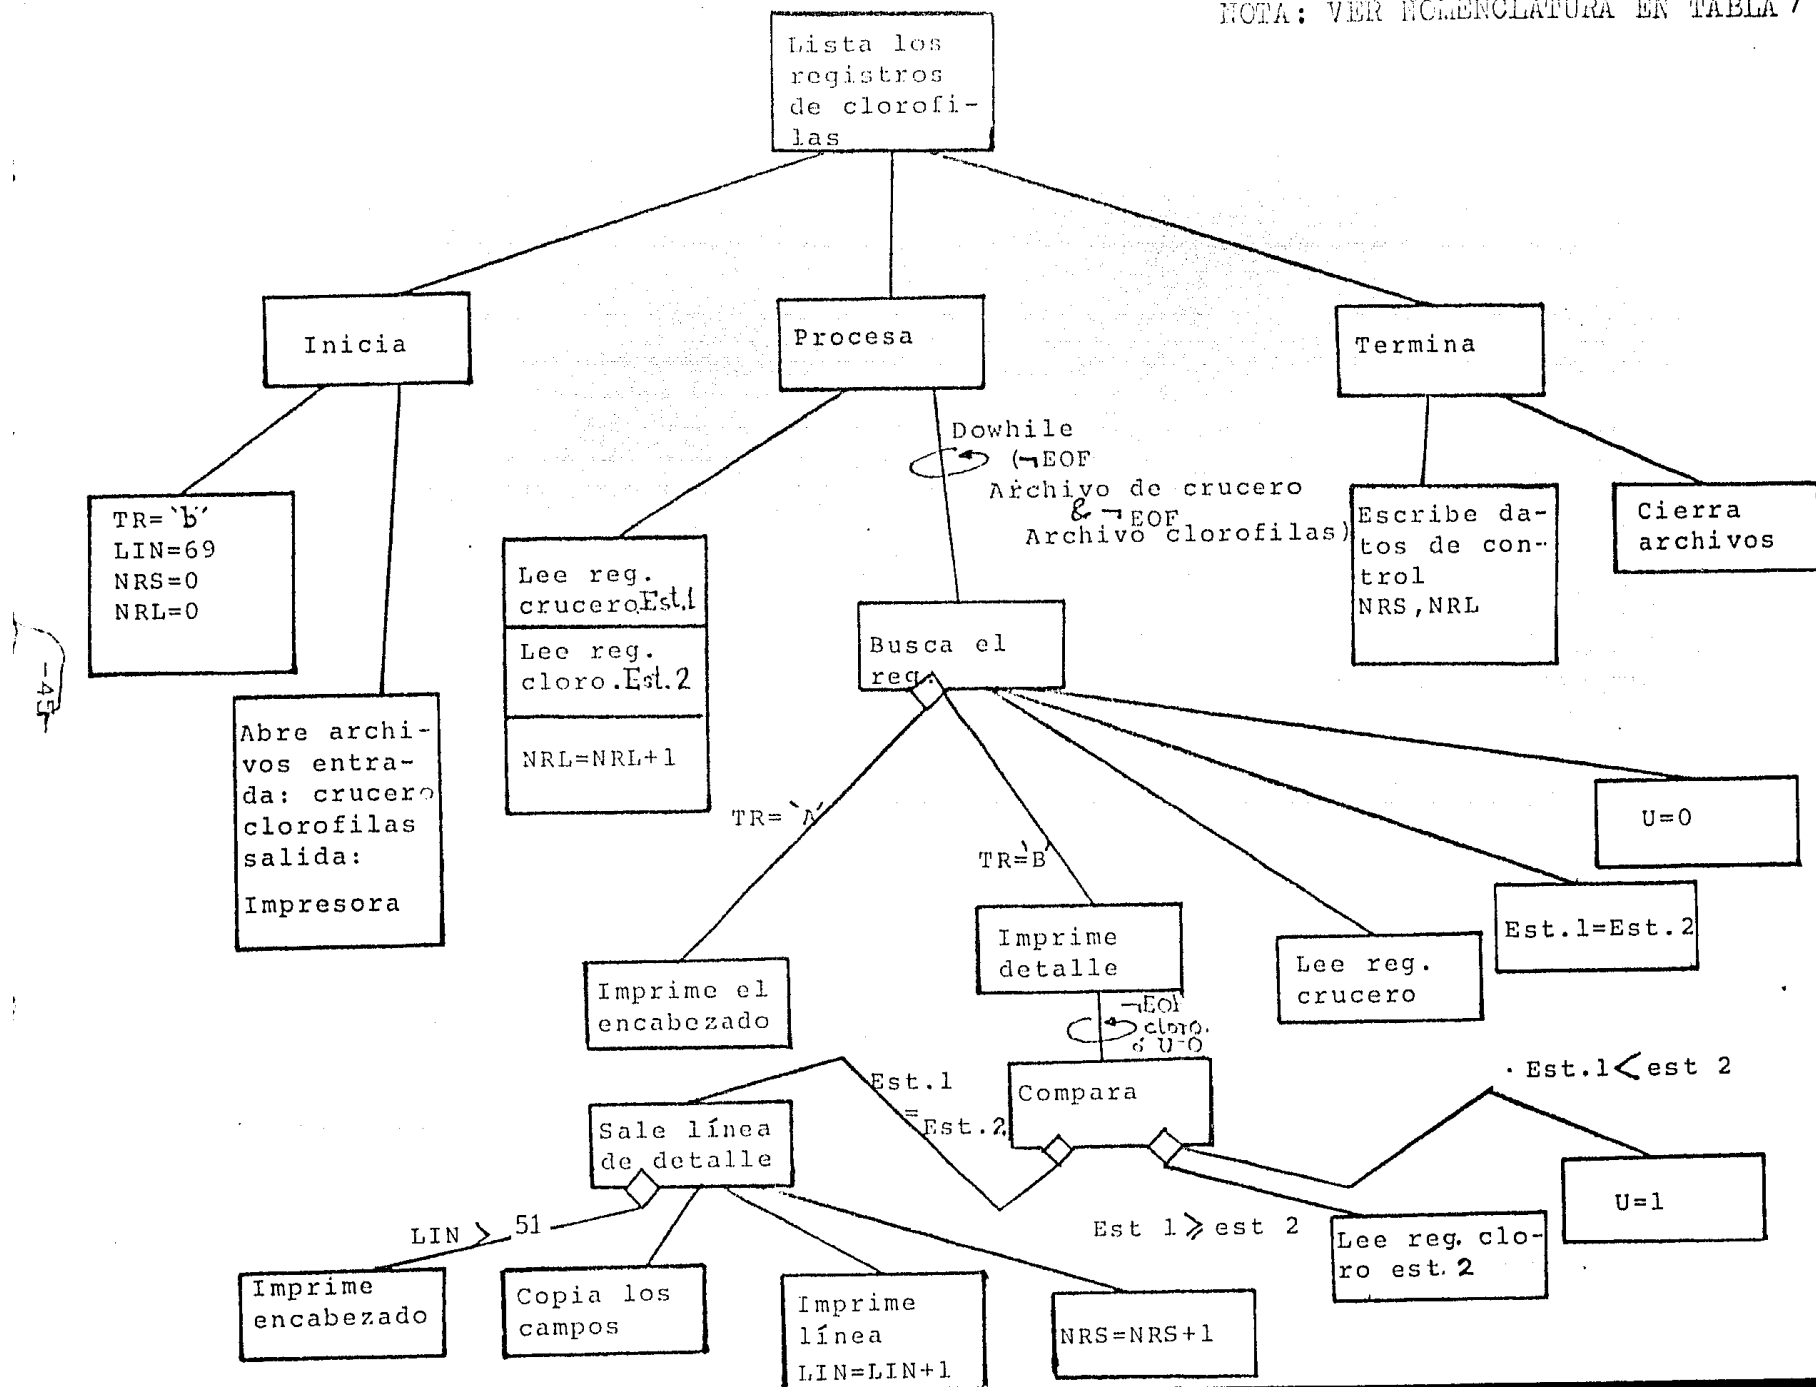 NOTA: VER NOMENCLATURA EN TABLA 7
Lista los
registros
de clorofi-
las
Inicia
Procesa
Termina
Dowhile
(¬EOF
Archivo de crucero
& ¬EOF
Archivo clorofilas)
TR=`b´
LIN=69
NRS=0
NRL=0
Lee reg.
crucero.Est.1
Lee reg.
cloro.Est.2
NRL=NRL+1
Escribe da-
tos de con-
trol
NRS,NRL
Cierra
archivos
-45-
Busca el
reg.
Abre archi-
vos entra-
da: crucero
clorofilas
salida:
Impresora
TR=`A´
TR=`B´
U=0
Est.1=Est.2
Lee reg.
crucero
Imprime
detalle
Imprime el
encabezado
¬EOF
cloro.
ó U=0
Compara
Est.1
=
Est.2
Est.1<est 2
Sale línea
de detalle
U=1
LIN > 51
Est 1⩾est 2
Lee reg. clo-
ro est. 2
Imprime
encabezado
Copia los
campos
Imprime
línea
LIN=LIN+1
NRS=NRS+1